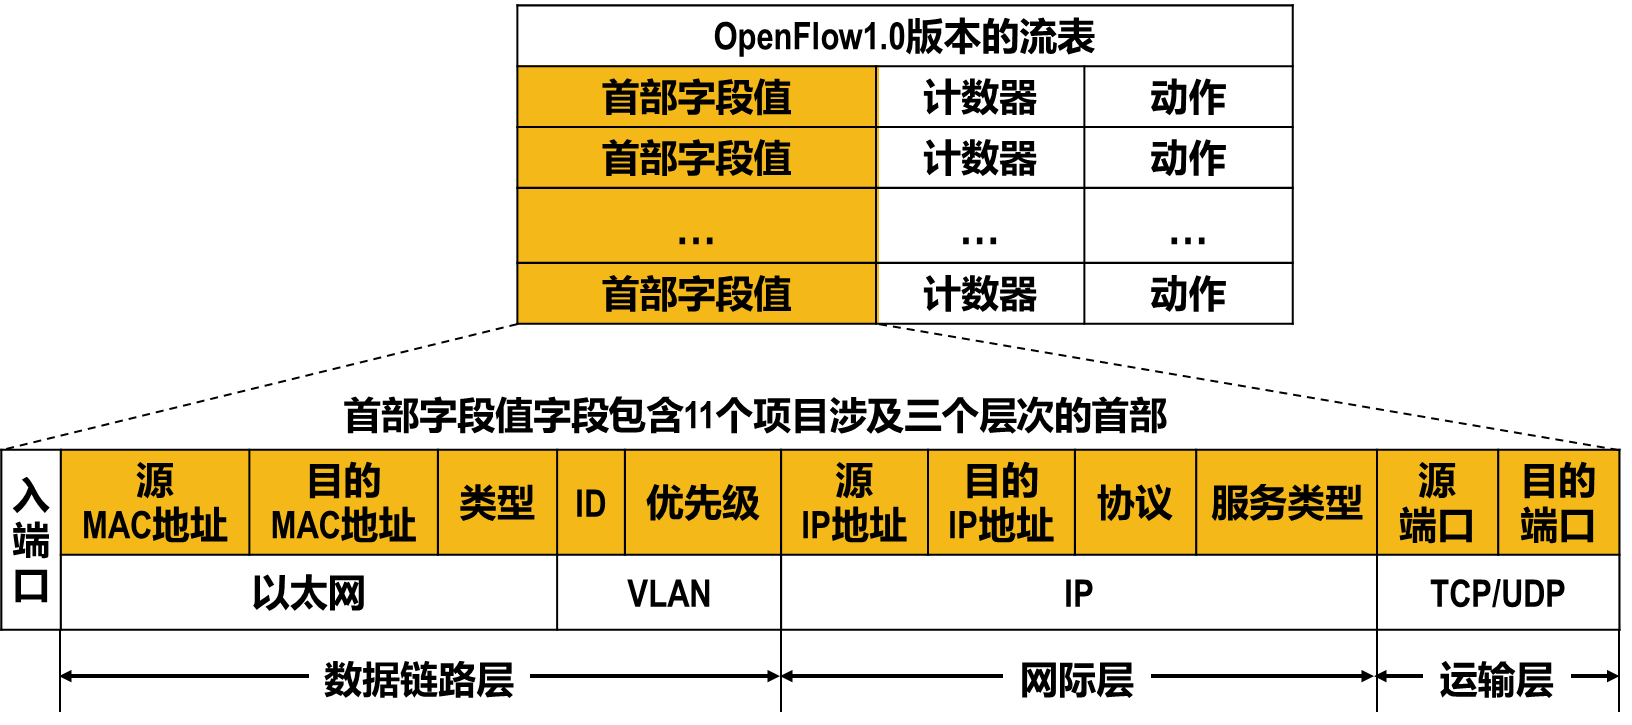 OpenFlow1.0版本的流表
首部字段值 计数器 动作
首部字段值 计数器 动作
… … …
首部字段值 计数器 动作
首部字段值字段包含11个项目涉及三个层次的首部
入端口
源MAC地址 目的MAC地址 类型 ID 优先级 源IP地址 目的IP地址 协议 服务类型 源端口 目的端口
以太网 VLAN IP TCP/UDP
数据链路层 网际层 运输层